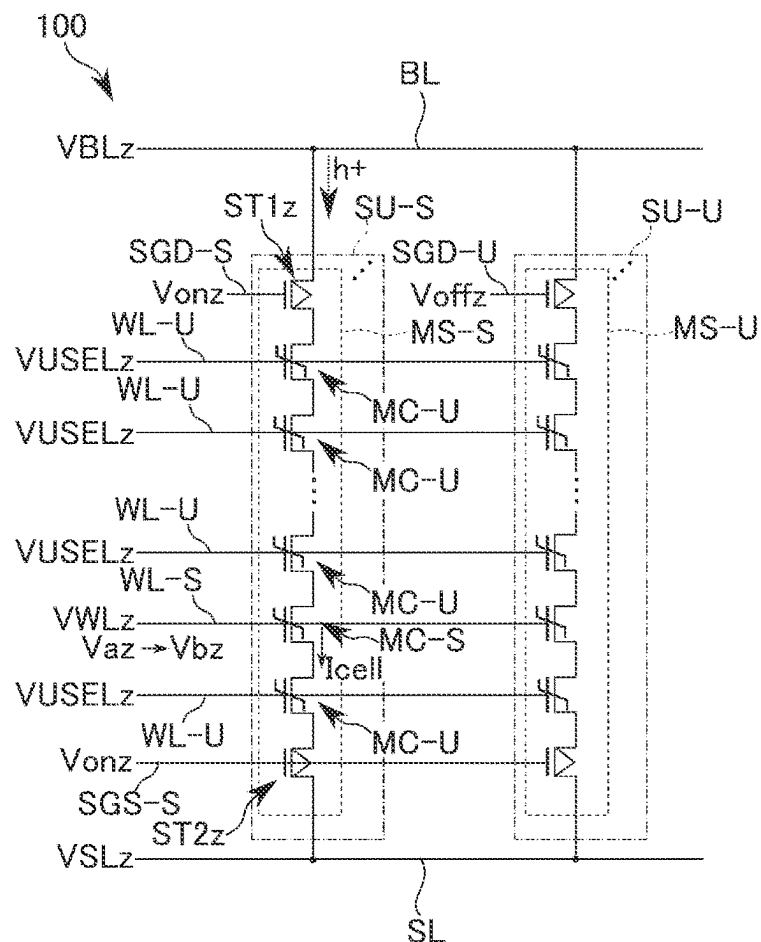 100
BL
VBLz
h+
ST1z
SU-S
SU-U
SGD-S
SGD-U
Vonz
Voffz
WL-U
MS-S
MS-U
VUSELz
WL-U
MC-U
VUSELz
MC-U
WL-U
VUSELz
WL-S
MC-U
VWLz
MC-S
Vaz→Vbz
Icell
VUSELz
WL-U
MC-U
Vonz
SGS-S
ST2z
VSLz
SL